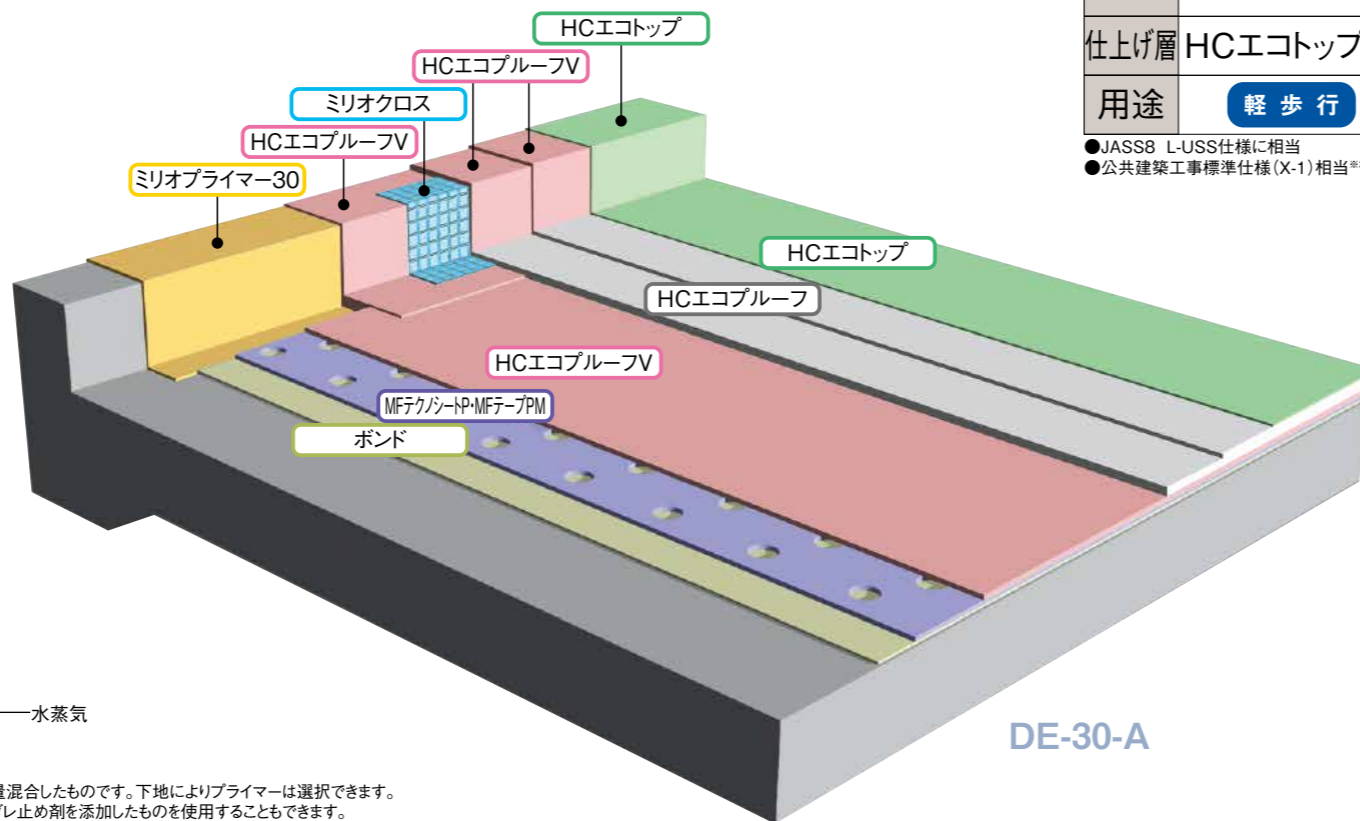 HCエコトップ
HCエコプルーフV
ミリオクロス
HCエコプルーフV
ミリオプライマー30
HCエコトップ
HCエコプルーフ
HCエコプルーフV
MFテクノシートP・MFテープPM
ボンド
仕上げ層 HCエコトップ
用途 軽歩行
●JASS8 L-USS仕様に相当
●公共建築工事標準仕様(X-1)相当※
水蒸気
DE-30-A
量混合したものです。下地によりプライマーは選択できます。
ダレ止め剤を添加したものを使用することもできます。